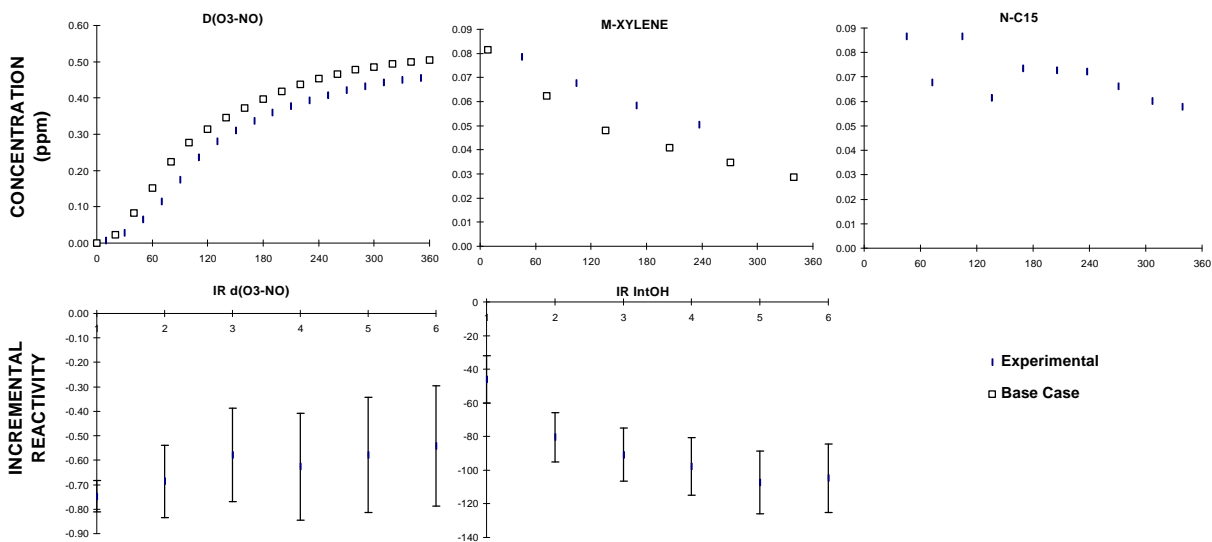 D(O3-NO)
M-XYLENE
N-C15
CONCENTRATION
(ppm)
0.60
0.50
0.40
0.30
0.20
0.10
0.00
0 60 120 180 240 300 360
0.09
0.08
0.07
0.06
0.05
0.04
0.03
0.02
0.01
0.00
0 60 120 180 240 300 360
0.09
0.08
0.07
0.06
0.05
0.04
0.03
0.02
0.01
0.00
0 60 120 180 240 300 360
IR d(O3-NO)
IR IntOH
INCREMENTAL
REACTIVITY
0.00
-0.10
-0.20
-0.30
-0.40
-0.50
-0.60
-0.70
-0.80
-0.90
1 2 3 4 5 6
0
-20
-40
-60
-80
-100
-120
-140
1 2 3 4 5 6
Experimental
Base Case